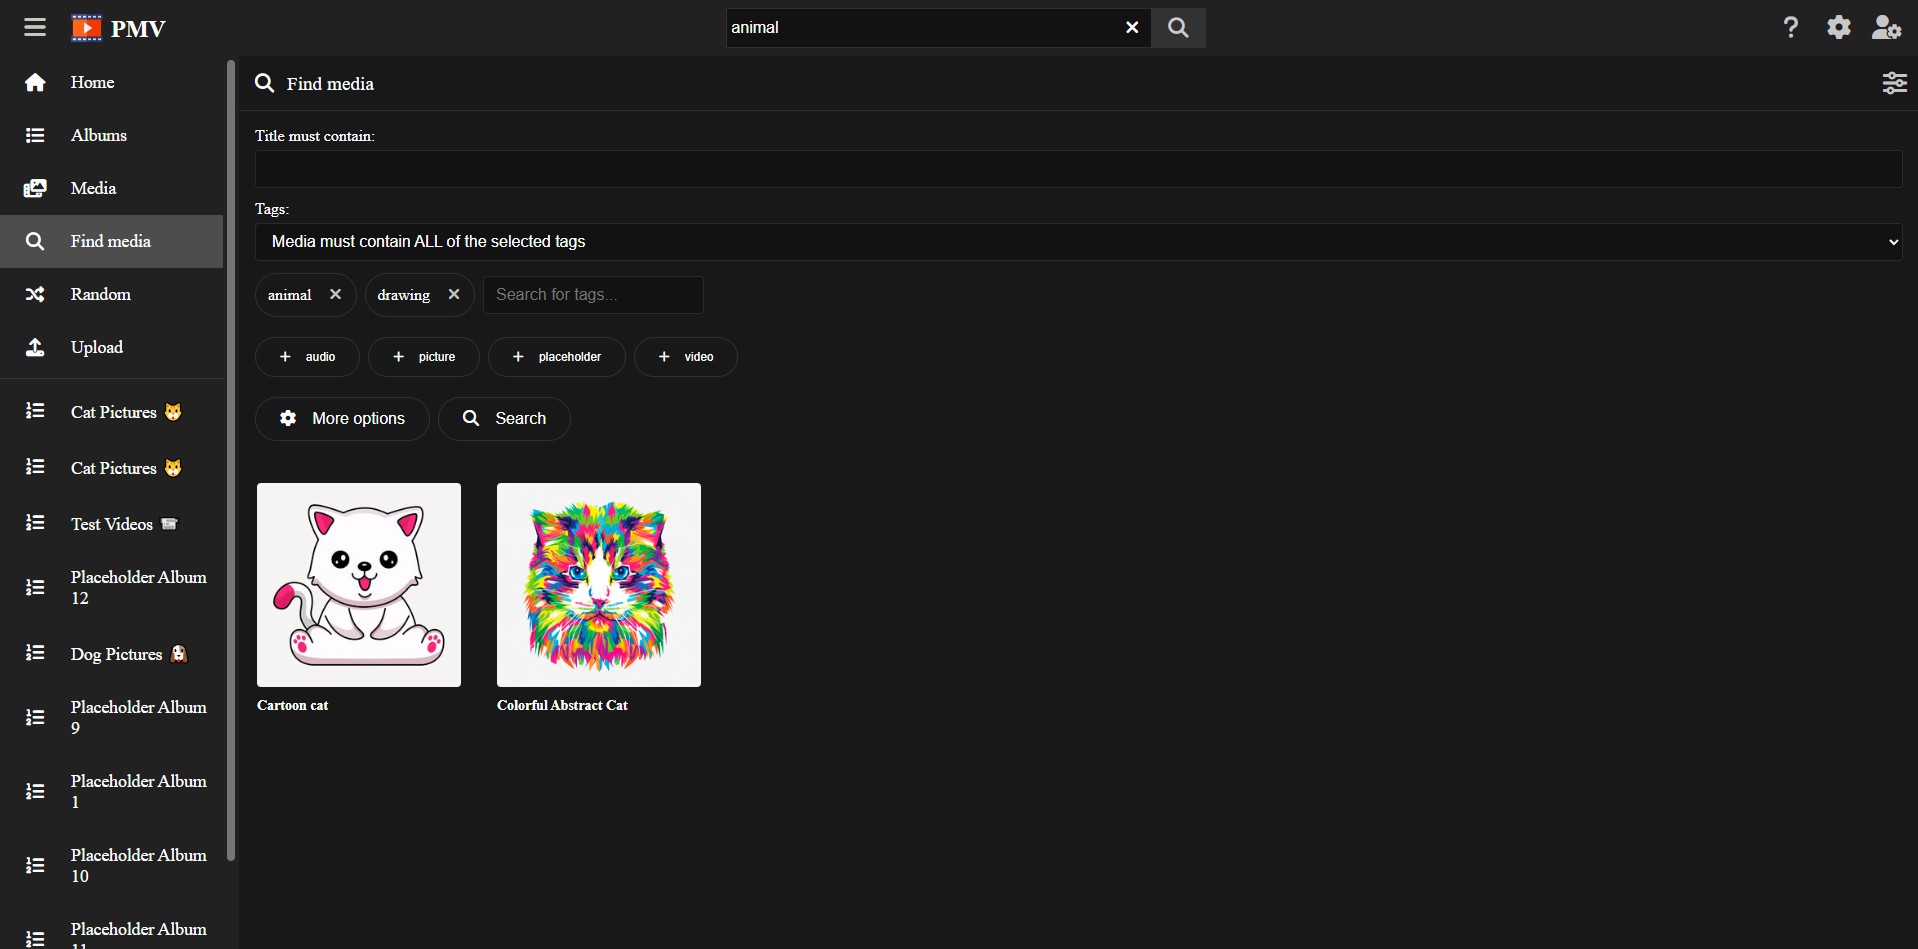 PMV
animal
Home
Albums
Media
Find media
Random
Upload
Cat Pictures 🐱
Cat Pictures 🐱
Test Videos 📹
Placeholder Album
12
Dog Pictures 🐶
Placeholder Album
9
Placeholder Album
1
Placeholder Album
10
Placeholder Album
11
Find media
Title must contain:
Tags:
Media must contain ALL of the selected tags
animal
drawing
Search for tags...
audio
picture
placeholder
video
More options
Search
Cartoon cat
Colorful Abstract Cat